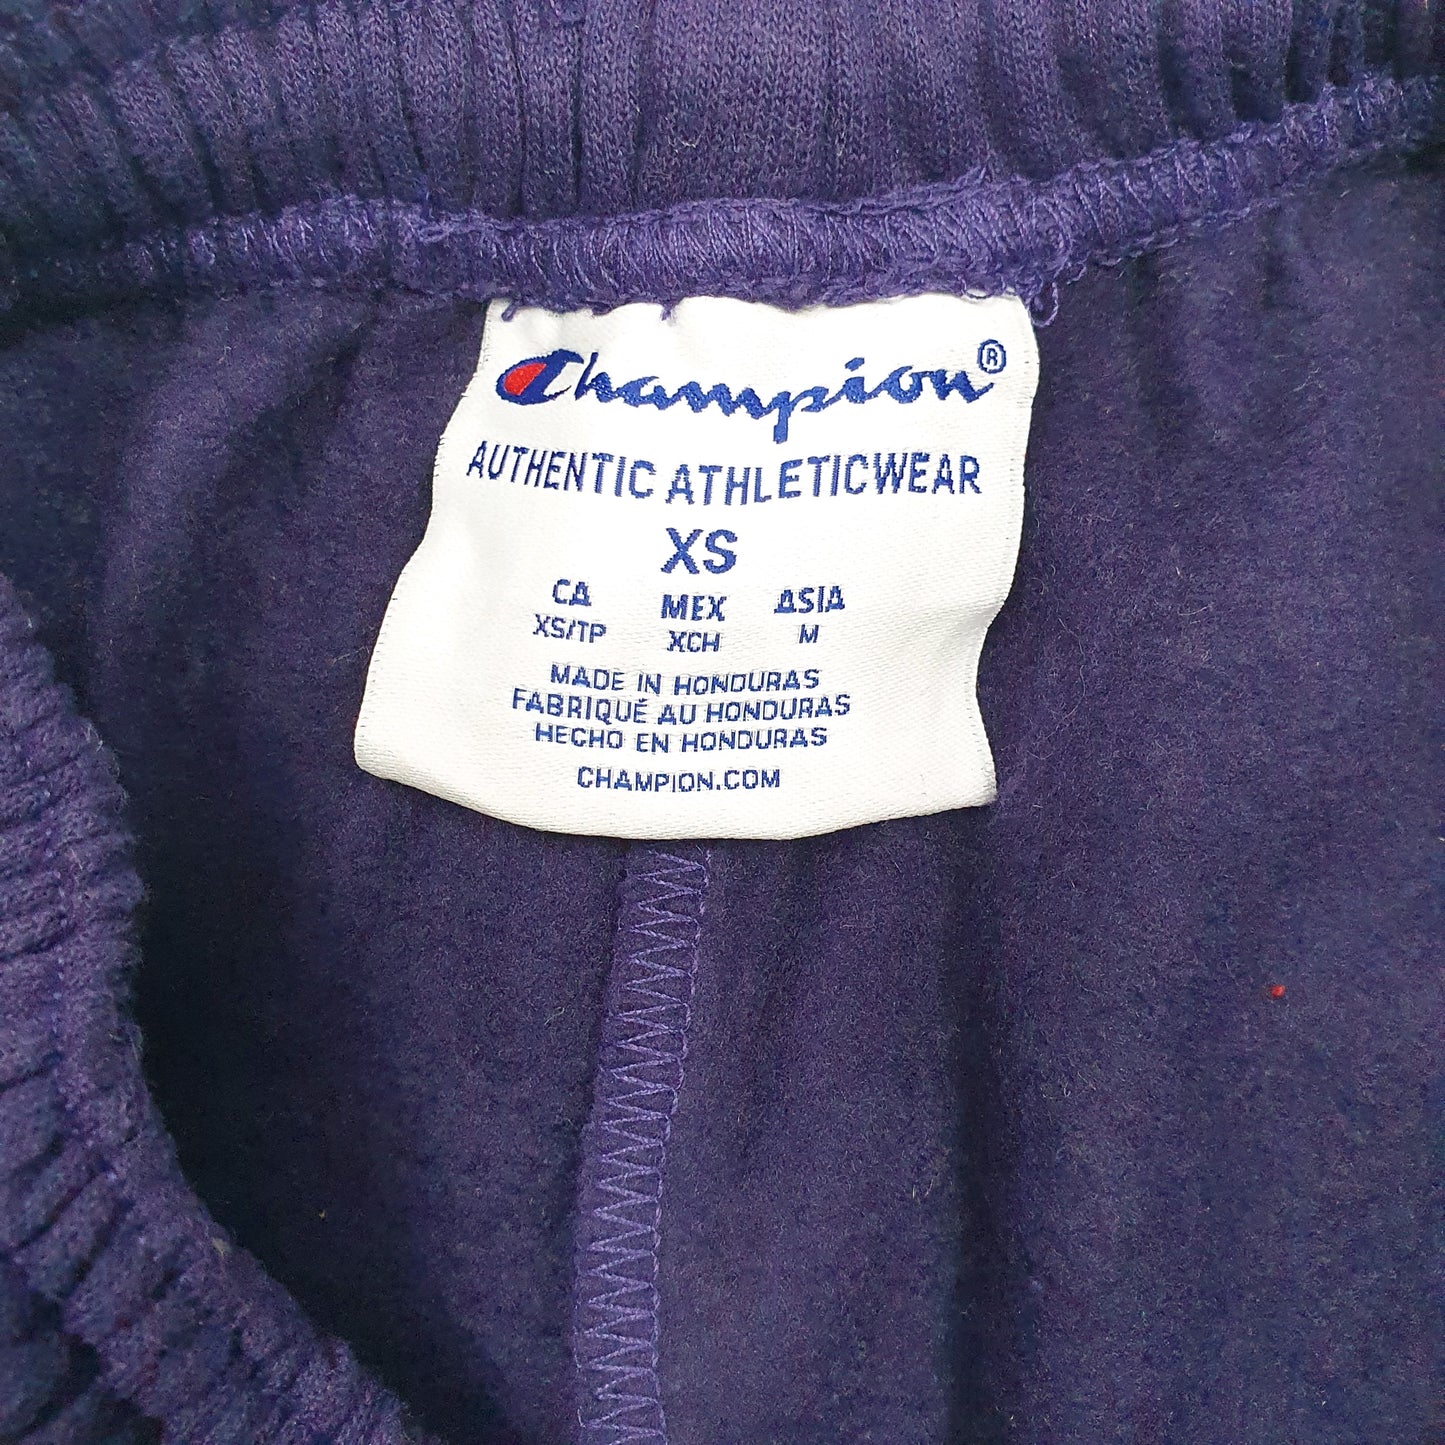 Champion®
AUTHENTIC ATHLETICWEAR
XS
CA MEX ASIA
XS/TP XCH M
MADE IN HONDURAS
FABRIQUÉ AU HONDURAS
HECHO EN HONDURAS
CHAMPION.COM